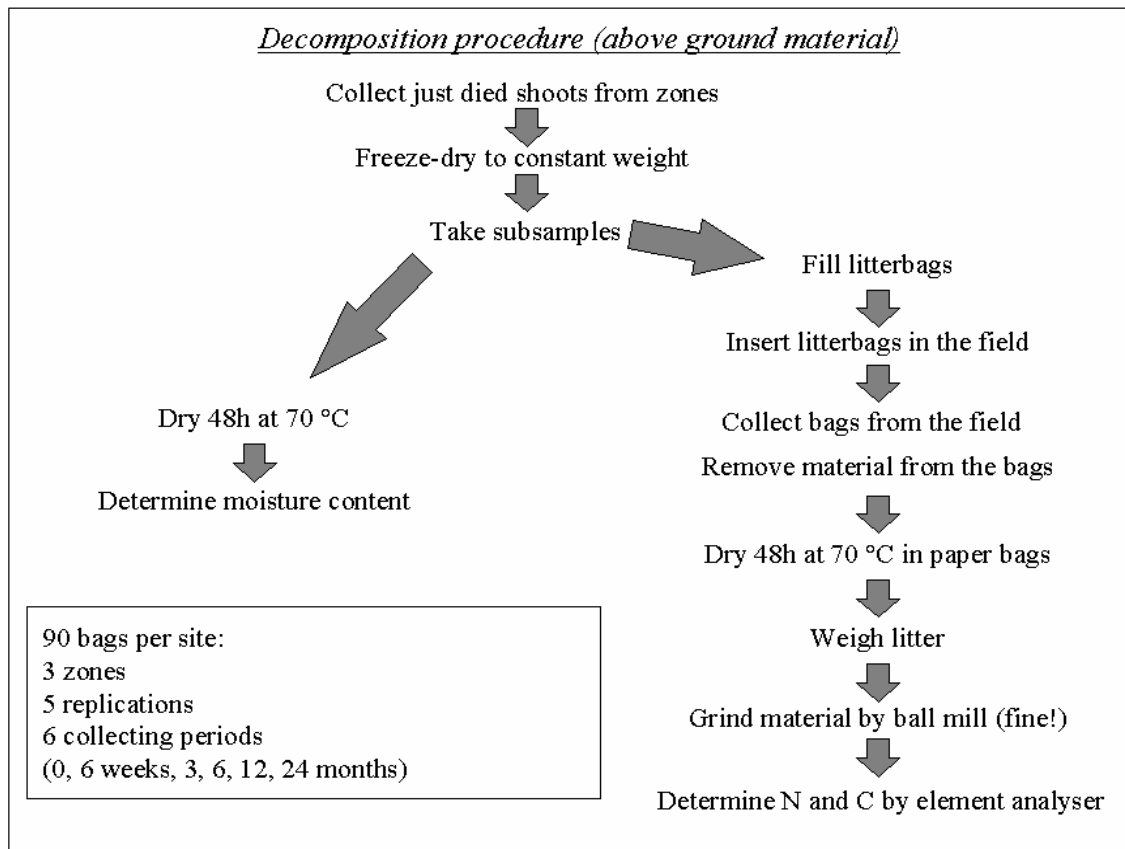 Decomposition procedure (above ground material)
Collect just died shoots from zones
Freeze-dry to constant weight
Take subsamples
Dry 48h at 70 °C
Determine moisture content
Fill litterbags
Insert litterbags in the field
Collect bags from the field
Remove material from the bags
Dry 48h at 70 °C in paper bags
Weigh litter
Grind material by ball mill (fine!)
Determine N and C by element analyser
90 bags per site:
3 zones
5 replications
6 collecting periods
(0, 6 weeks, 3, 6, 12, 24 months)